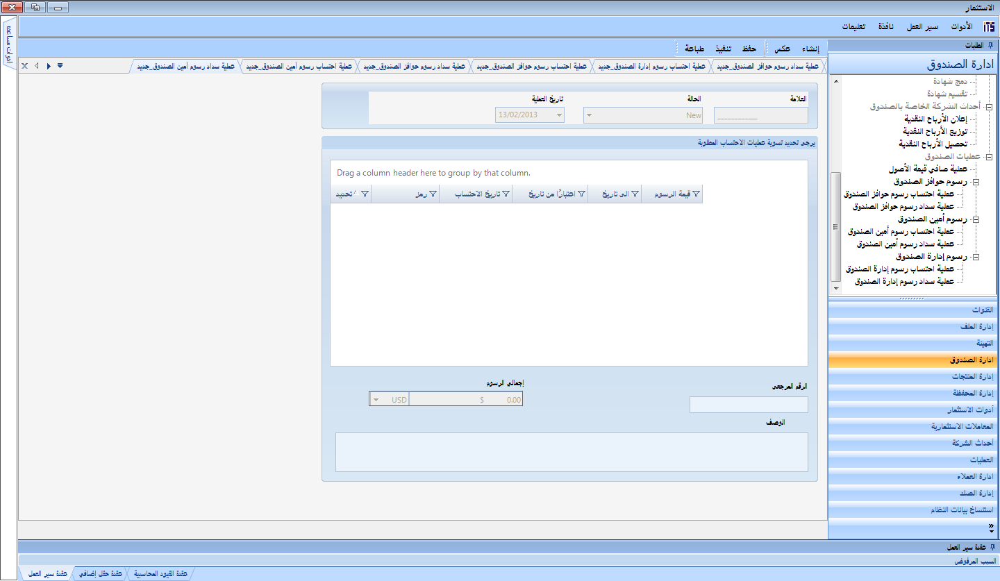 الاستثمار
ITS الأدوات سير العمل نافذة تعليمات
الطلبات
إنشاء عكس حفظ تنفيذ طباعة
ادارة الصندوق
دمج شهادة
تقسيم شهادة
أحداث الشركة الخاصة بالصندوق
إعلان الأرباح النقدية
توزيع الأرباح النقدية
تحصيل الأرباح النقدية
عمليات الصندوق
عملية صافي قيمة الأصول
رسوم حوافز الصندوق
عملية احتساب رسوم حوافز الصندوق
عملية سداد رسوم حوافز الصندوق
رسوم أمين الصندوق
عملية احتساب رسوم أمين الصندوق
عملية سداد رسوم أمين الصندوق
رسوم إدارة الصندوق
عملية احتساب رسوم إدارة الصندوق
عملية سداد رسوم إدارة الصندوق
القنوات
إدارة الملف
التهيئة
ادارة الصندوق
إدارة المنتجات
إدارة المحفظة
أدوات الاستثمار
المعاملات الاستثمارية
أحداث الشركة
العمليات
ادارة العملاء
إدارة الصك
استنساخ بيانات النظام
عملية سداد رسوم حوافز الصندوق_جديد
عملية احتساب رسوم إدارة الصندوق_جديد
عملية احتساب رسوم حوافز الصندوق_جديد
عملية سداد رسوم حوافز الصندوق_جديد
عملية احتساب رسوم أمين الصندوق_جديد
عملية سداد رسوم أمين الصندوق_جديد
العلامة الحالة تاريخ العملية
___________ New 13/02/2013
يرجى تحديد تسوية عمليات الاحتساب المطلوبة
Drag a column header here to group by that column.
قيمة الرسوم الى تاريخ اعتبارًا من تاريخ تاريخ الاحتساب رمز تحديد
الرقم المرجعى إجمالي الرسوم
0.00 $ USD
الوصف
أدوات مساعدة
عقدة سير العمل
السبب المرفوض
عقدة القيود المحاسبية عقدة حقل إضافي عقدة سير العمل